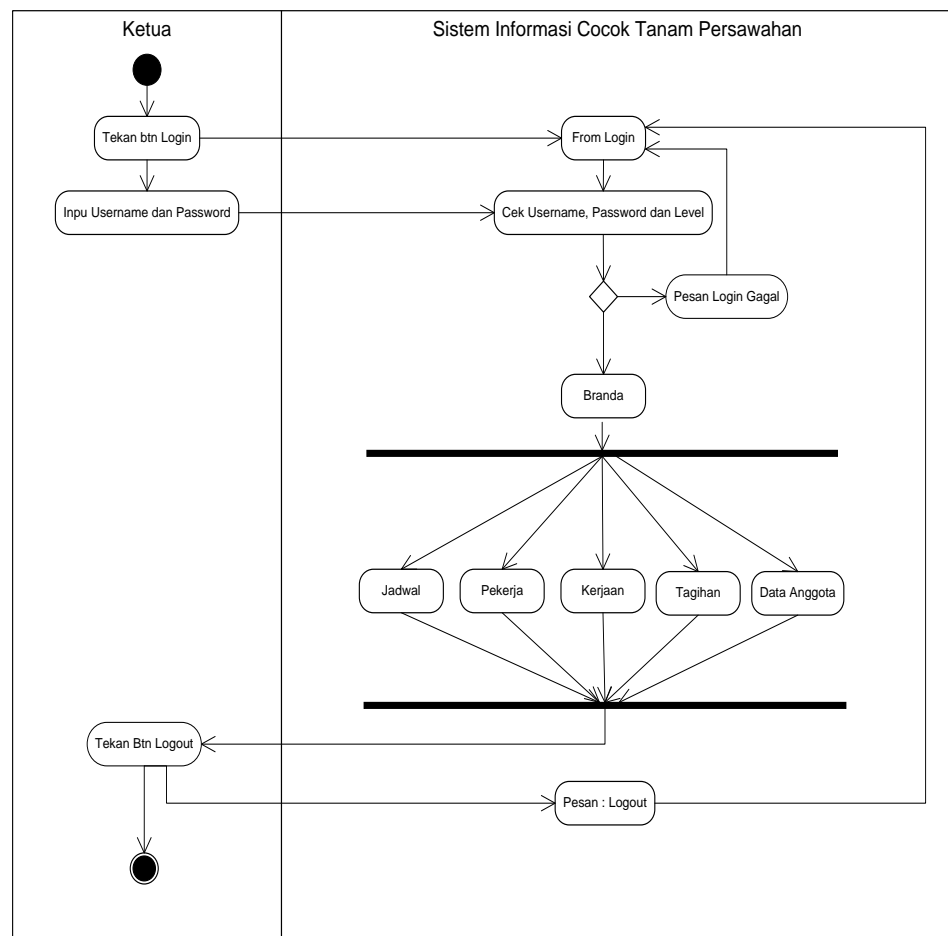 Ketua
Sistem Informasi Cocok Tanam Persawahan
Tekan btn Login
From Login
Inpu Username dan Password
Cek Username, Password dan Level
Pesan Login Gagal
Branda
Jadwal
Pekerja
Kerjaan
Tagihan
Data Anggota
Tekan Btn Logout
Pesan : Logout